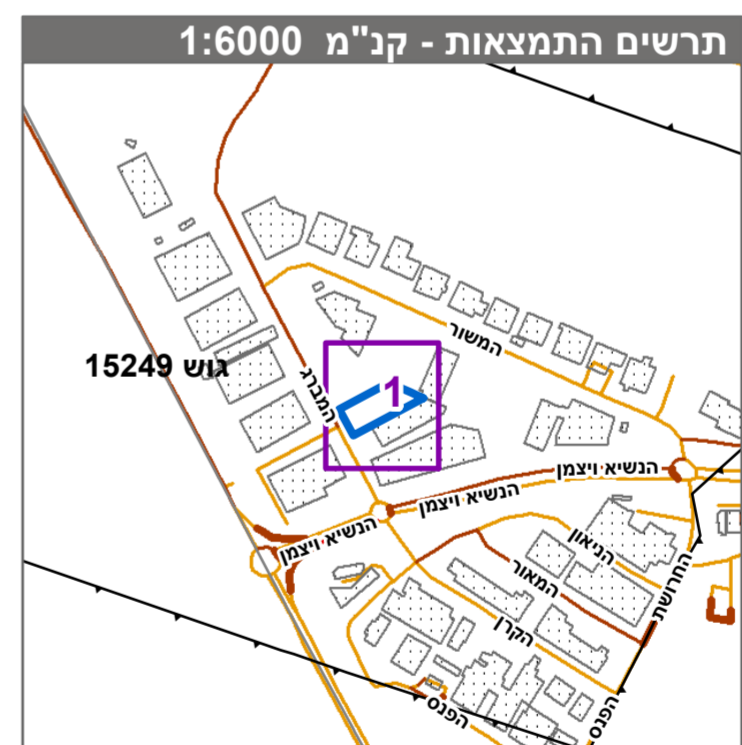 תרשים התמצאות - קנ"מ 1:6000
המשור
גוש 15249
המברג
1
הנשיא ויצמן
הנשיא ויצמן
הנשיא ויצמן
הניאון
המאור
החרושת
הקרן
הפנס
הפנס